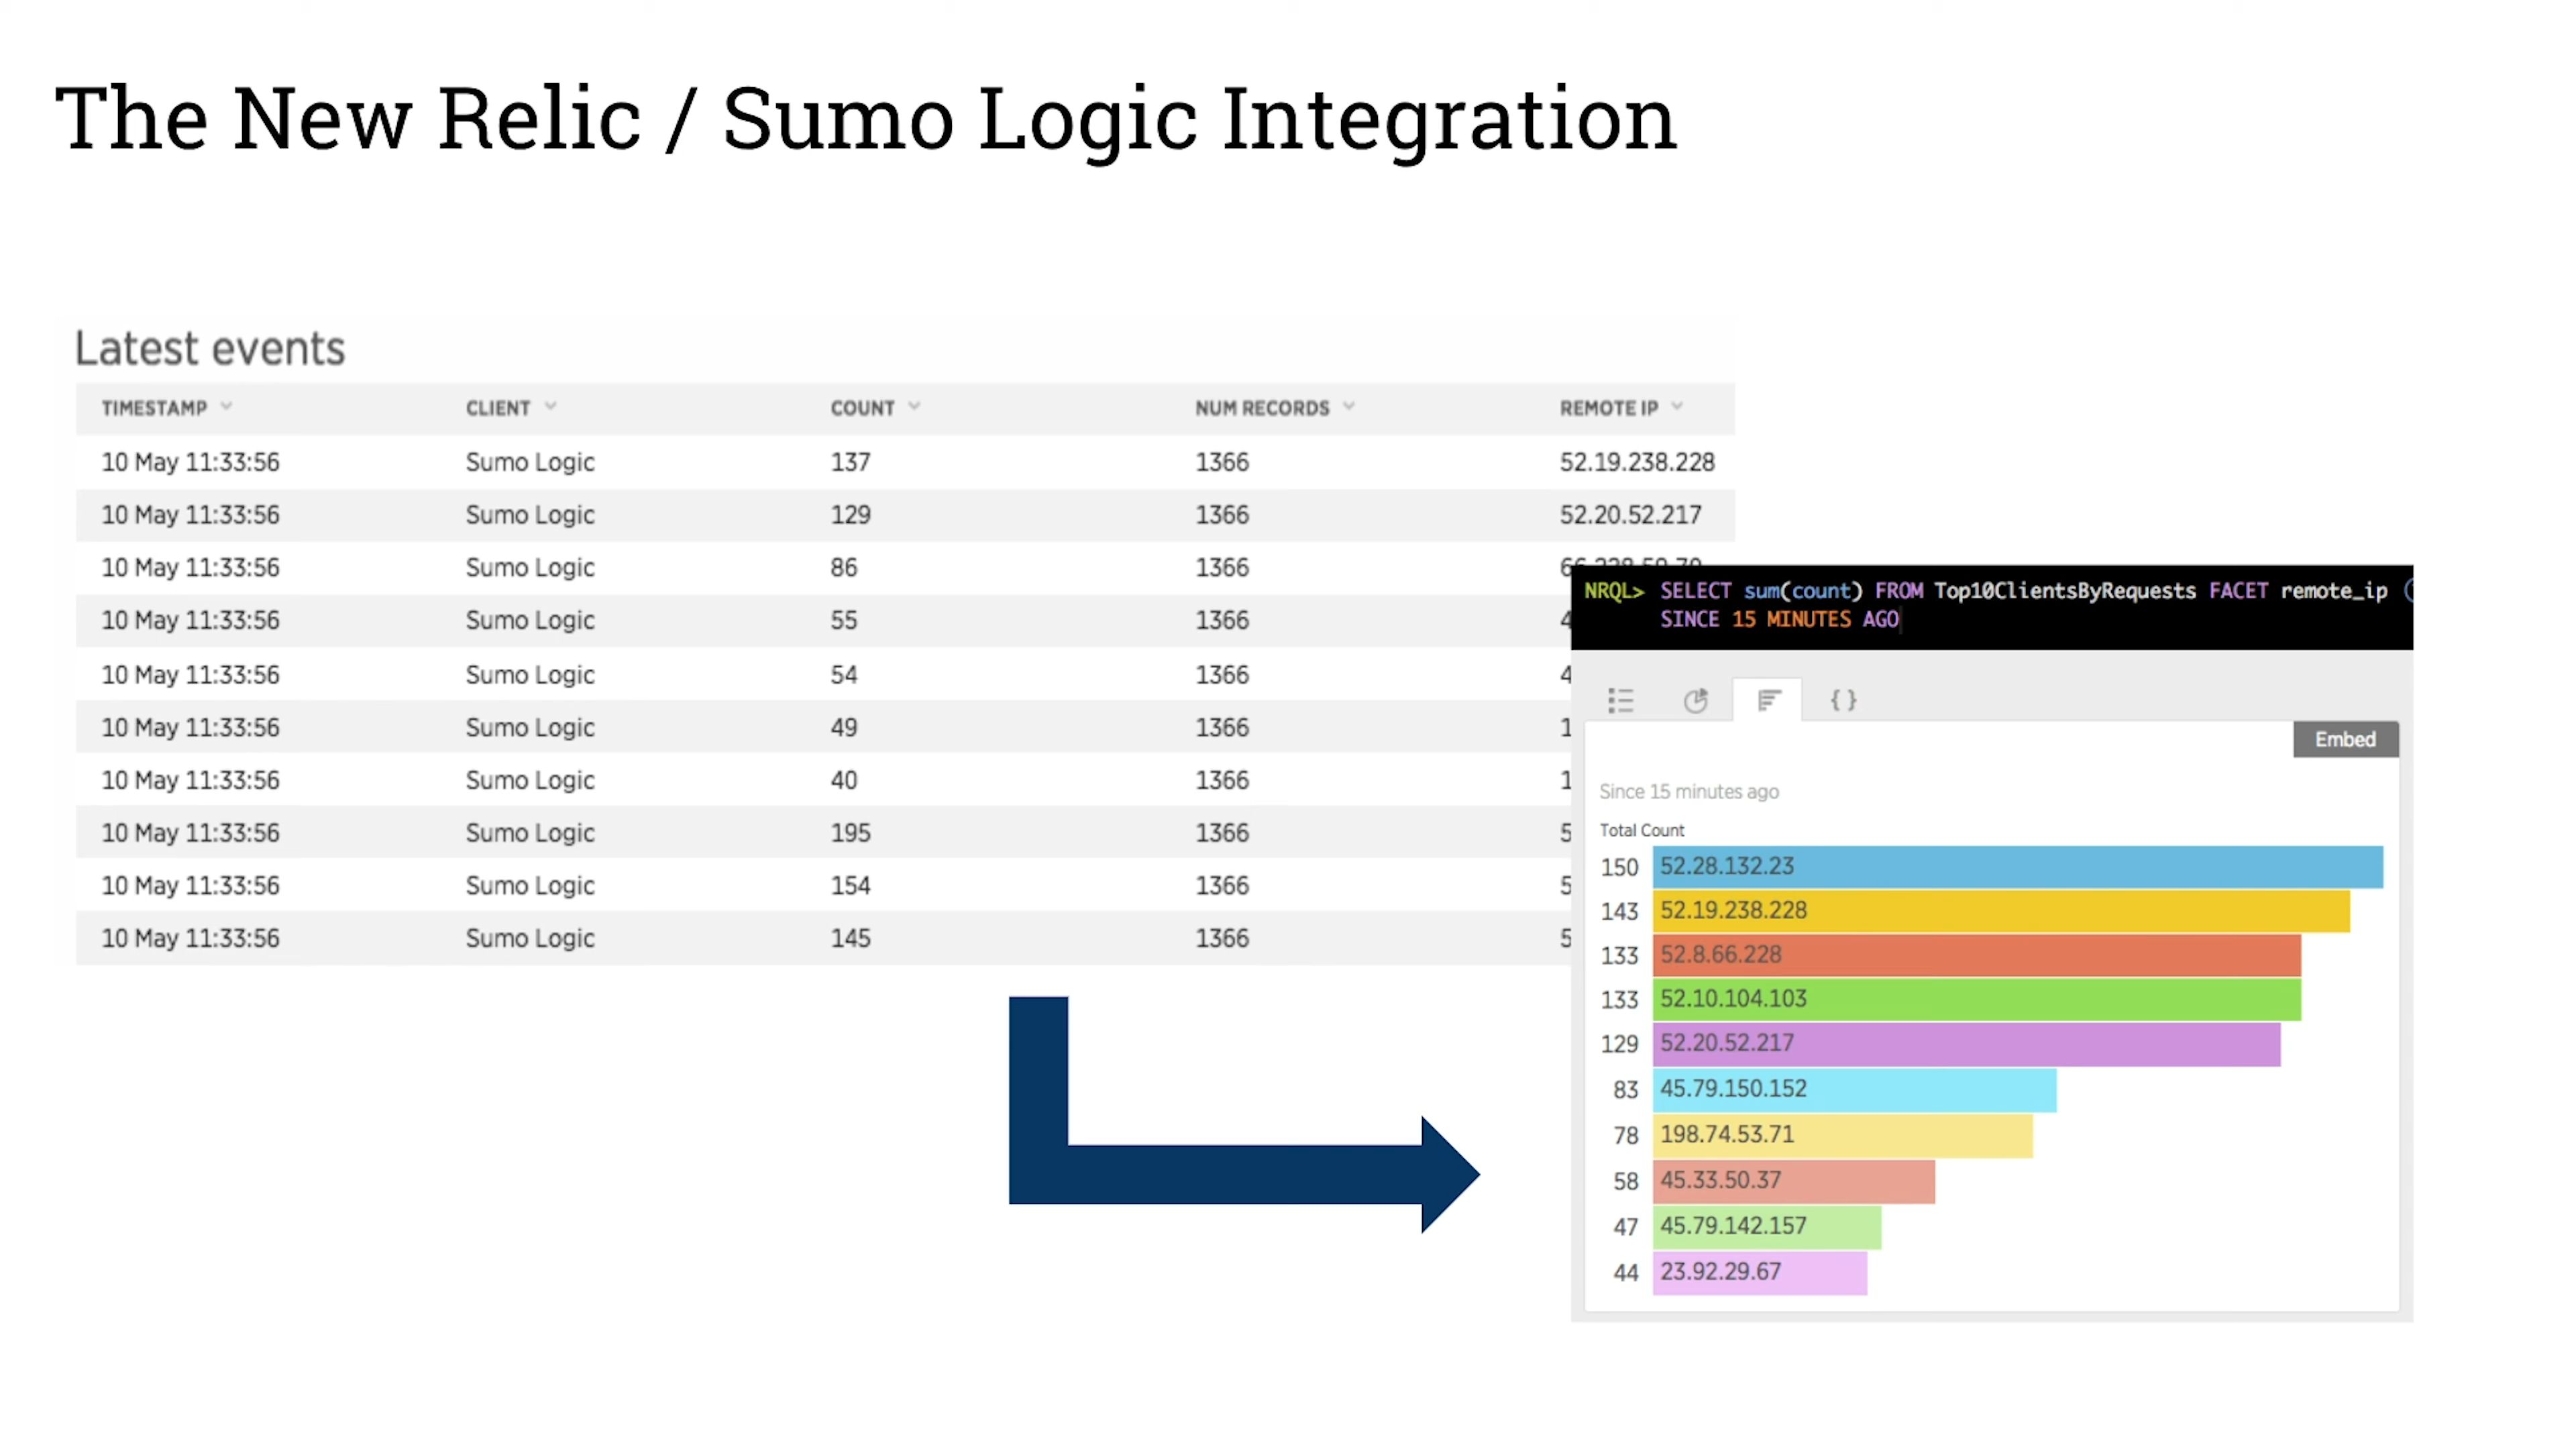 The New Relic / Sumo Logic Integration
Latest events
TIMESTAMP CLIENT COUNT NUM RECORDS REMOTE IP
10 May 11:33:56 Sumo Logic 137 1366 52.19.238.228
10 May 11:33:56 Sumo Logic 129 1366 52.20.52.217
10 May 11:33:56 Sumo Logic 86 1366
10 May 11:33:56 Sumo Logic 55 1366 4
10 May 11:33:56 Sumo Logic 54 1366 4
10 May 11:33:56 Sumo Logic 49 1366 1
10 May 11:33:56 Sumo Logic 40 1366 1
10 May 11:33:56 Sumo Logic 195 1366 5
10 May 11:33:56 Sumo Logic 154 1366 5
10 May 11:33:56 Sumo Logic 145 1366 5
NRQL> SELECT sum(count) FROM Top10ClientsByRequests FACET remote_ip
SINCE 15 MINUTES AGO
{ }
Embed
Since 15 minutes ago
Total Count
150 52.28.132.23
143 52.19.238.228
133 52.8.66.228
133 52.10.104.103
129 52.20.52.217
83 45.79.150.152
78 198.74.53.71
58 45.33.50.37
47 45.79.142.157
44 23.92.29.67